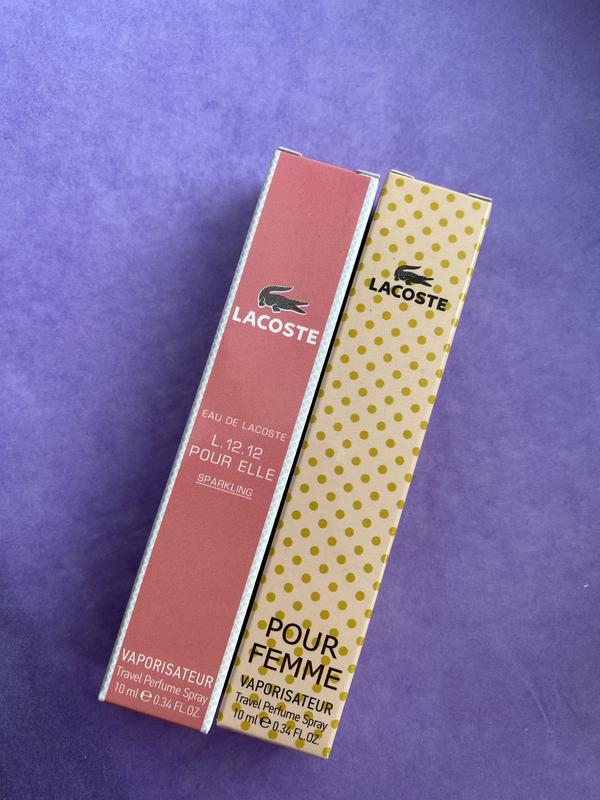 LACOSTE
EAU DE LACOSTE
L.12.12
POUR ELLE
SPARKLING
VAPORISATEUR
Travel Perfume Spray
10 ml ℮ 0.34 FL.OZ.
LACOSTE
POUR
FEMME
VAPORISATEUR
Travel Perfume Spray
10 ml ℮ 0.34 FL.OZ.